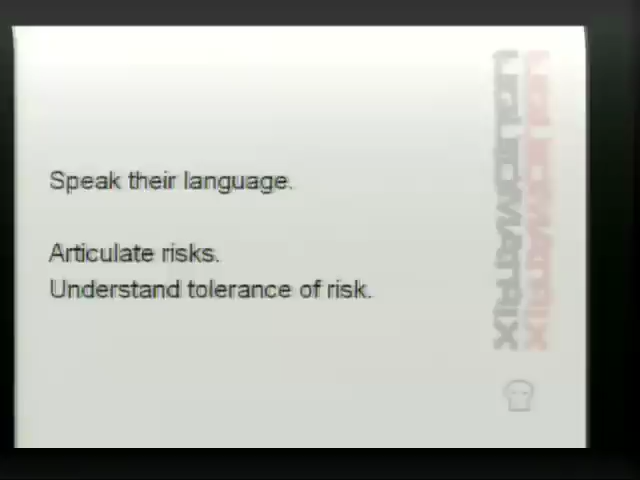 Speak their language.
Articulate risks.
Understand tolerance of risk.